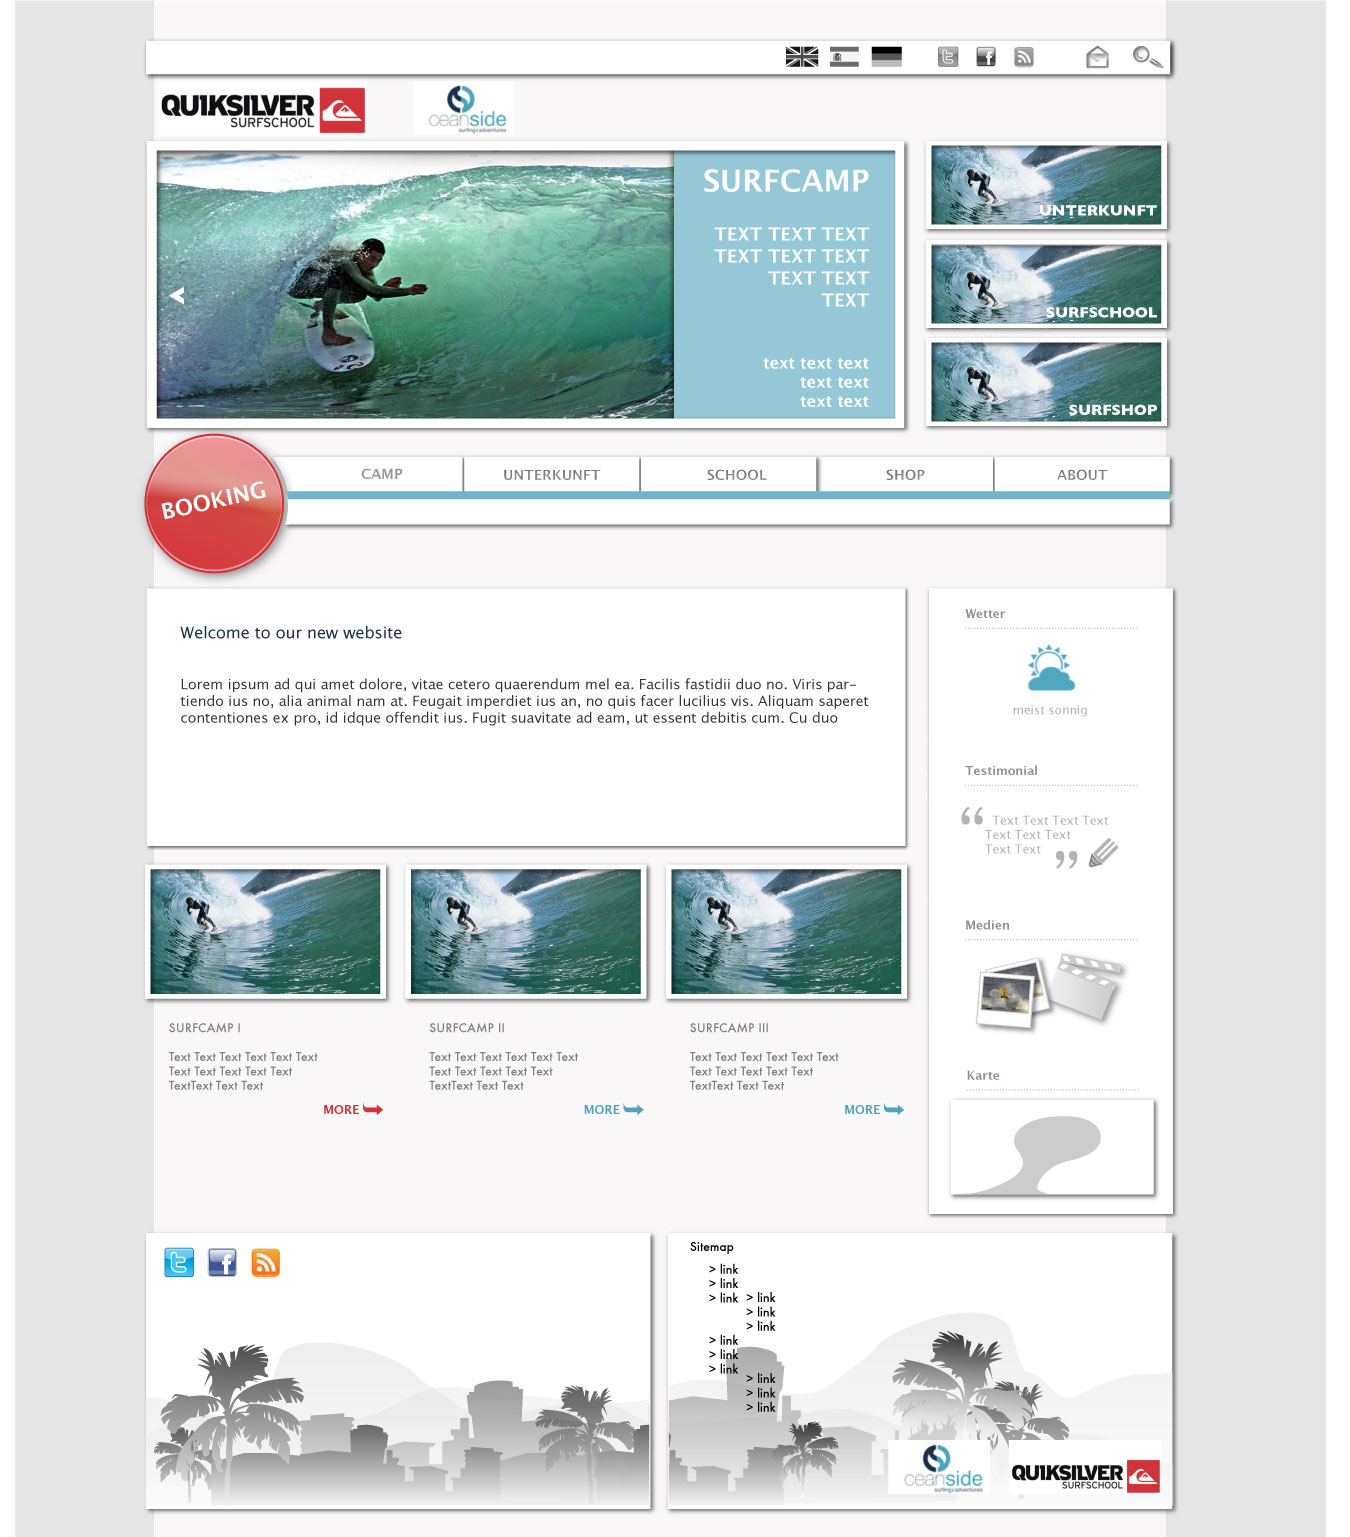 QUIKSILVER
SURFSCHOOL
ceanside
surfing & adventures
SURFCAMP
TEXT TEXT TEXT
TEXT TEXT TEXT
TEXT TEXT
TEXT
text text text
text text
text text
UNTERKUNFT
SURFSCHOOL
SURFSHOP
BOOKING
CAMP
UNTERKUNFT
SCHOOL
SHOP
ABOUT
Welcome to our new website
Lorem ipsum ad qui amet dolore, vitae cetero quaerendum mel ea. Facilis fastidii duo no. Viris par-
tiendo ius no, alia animal nam at. Feugait imperdiet ius an, no quis facer lucilius vis. Aliquam saperet
contentiones ex pro, id idque offendit ius. Fugit suavitate ad eam, ut essent debitis cum. Cu duo
Wetter
meist sonnig
Testimonial
“ Text Text Text Text
Text Text Text
Text Text ”
Medien
Karte
SURFCAMP I
Text Text Text Text Text Text
Text Text Text Text Text
TextText Text Text
MORE
SURFCAMP II
Text Text Text Text Text Text
Text Text Text Text Text
TextText Text Text
MORE
SURFCAMP III
Text Text Text Text Text Text
Text Text Text Text Text
TextText Text Text
MORE
Sitemap
> link
> link
> link > link
> link
> link
> link
> link
> link
> link
> link
> link
ceanside
surfing & adventures
QUIKSILVER
SURFSCHOOL